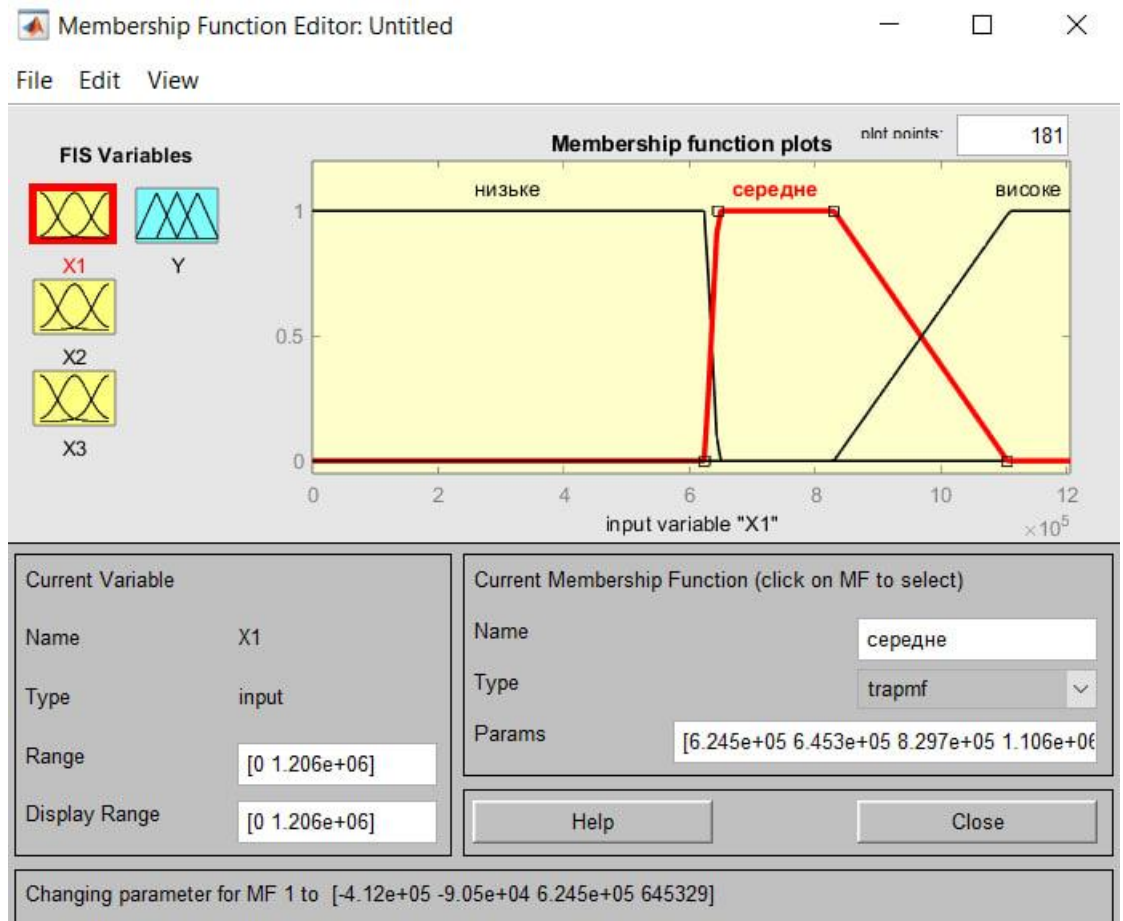 Membership Function Editor: Untitled
File Edit View
FIS Variables
X1
Y
X2
X3
Membership function plots
plot points:
181
низьке
середне
високе
1
0.5
0
0 2 4 6 8 10 12
×10⁵
input variable "X1"
Current Variable
Name X1
Type input
Range [0 1.206e+06]
Display Range [0 1.206e+06]
Current Membership Function (click on MF to select)
Name середне
Type trapmf
Params [6.245e+05 6.453e+05 8.297e+05 1.106e+06
Help
Close
Changing parameter for MF 1 to [-4.12e+05 -9.05e+04 6.245e+05 645329]